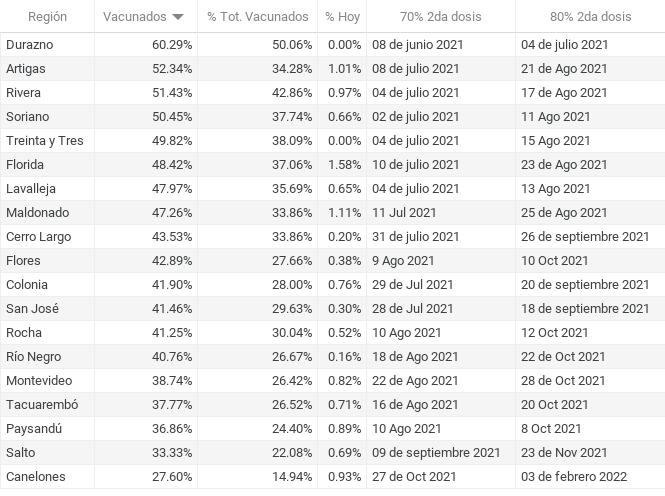 Región Vacunados % Tot. Vacunados % Hoy 70% 2da dosis 80% 2da dosis
Durazno 60.29% 50.06% 0.00% 08 de junio 2021 04 de julio 2021
Artigas 52.34% 34.28% 1.01% 08 de julio 2021 21 de Ago 2021
Rivera 51.43% 42.86% 0.97% 04 de julio 2021 17 de Ago 2021
Soriano 50.45% 37.74% 0.66% 02 de julio 2021 11 Ago 2021
Treinta y Tres 49.82% 38.09% 0.00% 04 de julio 2021 15 Ago 2021
Florida 48.42% 37.06% 1.58% 10 de julio 2021 23 de Ago 2021
Lavalleja 47.97% 35.69% 0.65% 04 de julio 2021 13 Ago 2021
Maldonado 47.26% 33.86% 1.11% 11 Jul 2021 25 de Ago 2021
Cerro Largo 43.53% 33.86% 0.20% 31 de julio 2021 26 de septiembre 2021
Flores 42.89% 27.66% 0.38% 9 Ago 2021 10 Oct 2021
Colonia 41.90% 28.00% 0.76% 29 de Jul 2021 20 de septiembre 2021
San José 41.46% 29.63% 0.30% 28 de Jul 2021 18 de septiembre 2021
Rocha 41.25% 30.04% 0.52% 10 Ago 2021 12 Oct 2021
Río Negro 40.76% 26.67% 0.16% 18 de Ago 2021 22 de Oct 2021
Montevideo 38.74% 26.42% 0.82% 22 de Ago 2021 28 de Oct 2021
Tacuarembó 37.77% 26.52% 0.71% 16 de Ago 2021 20 Oct 2021
Paysandú 36.86% 24.40% 0.89% 10 Ago 2021 8 Oct 2021
Salto 33.33% 22.08% 0.69% 09 de septiembre 2021 23 de Nov 2021
Canelones 27.60% 14.94% 0.93% 27 de Oct 2021 03 de febrero 2022